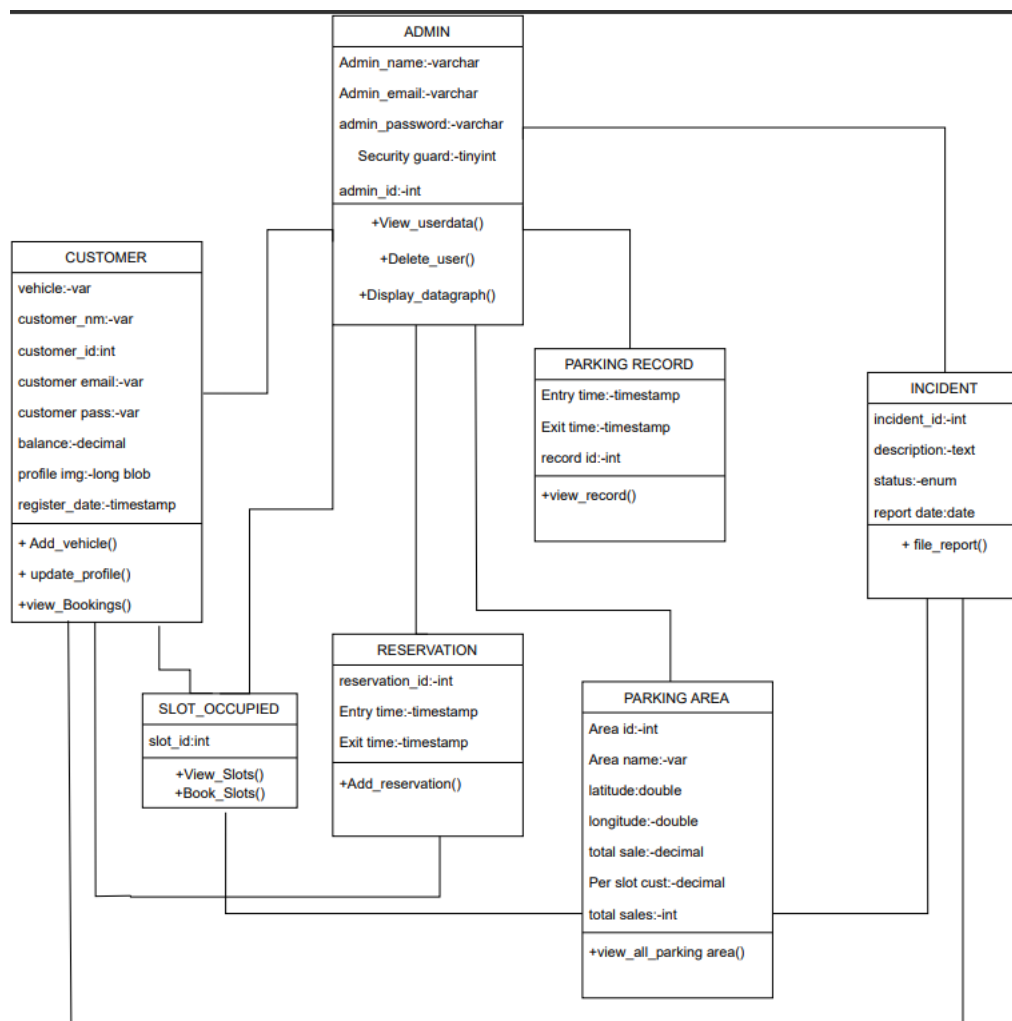 ADMIN
Admin_name:-varchar
Admin_email:-varchar
admin_password:-varchar
Security guard:-tinyint
admin_id:-int
+View_userdata()
+Delete_user()
+Display_datagraph()
CUSTOMER
vehicle:-var
customer_nm:-var
customer_id:int
customer email:-var
customer pass:-var
balance:-decimal
profile img:-long blob
register_date:-timestamp
+ Add_vehicle()
+ update_profile()
+view_Bookings()
PARKING RECORD
Entry time:-timestamp
Exit time:-timestamp
record id:-int
+view_record()
INCIDENT
incident_id:-int
description:-text
status:-enum
report date:date
+ file_report()
SLOT_OCCUPIED
slot_id:int
+View_Slots()
+Book_Slots()
RESERVATION
reservation_id:-int
Entry time:-timestamp
Exit time:-timestamp
+Add_reservation()
PARKING AREA
Area id:-int
Area name:-var
latitude:double
longitude:-double
total sale:-decimal
Per slot cust:-decimal
total sales:-int
+view_all_parking area()